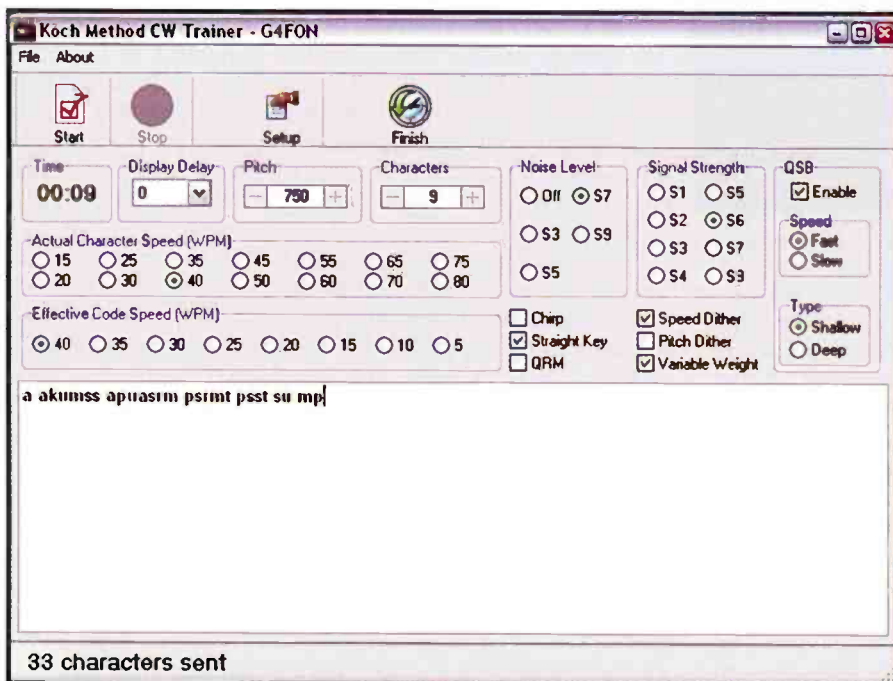 Koch Method CW Trainer - G4FON
File About
Start Stop Setup Finish
Time Display Delay Pitch Characters Noise Level Signal Strength QSB
00:09 0 - 750 + - 9 + Off S7 S1 S5 Enable
S2 S6 Speed
Actual Character Speed (WPM) S3 S9 Fast
15 25 35 45 55 65 75 S3 S7 Slow
20 30 40 50 60 70 80 S5 S4 S9
Effective Code Speed (WPM) Chirp Speed Dither Type
40 35 30 25 20 15 10 5 Straight Key Pitch Dither Shallow
QRM Variable Weight Deep
a akumss apuasrm psrmt psst su mp
33 characters sent